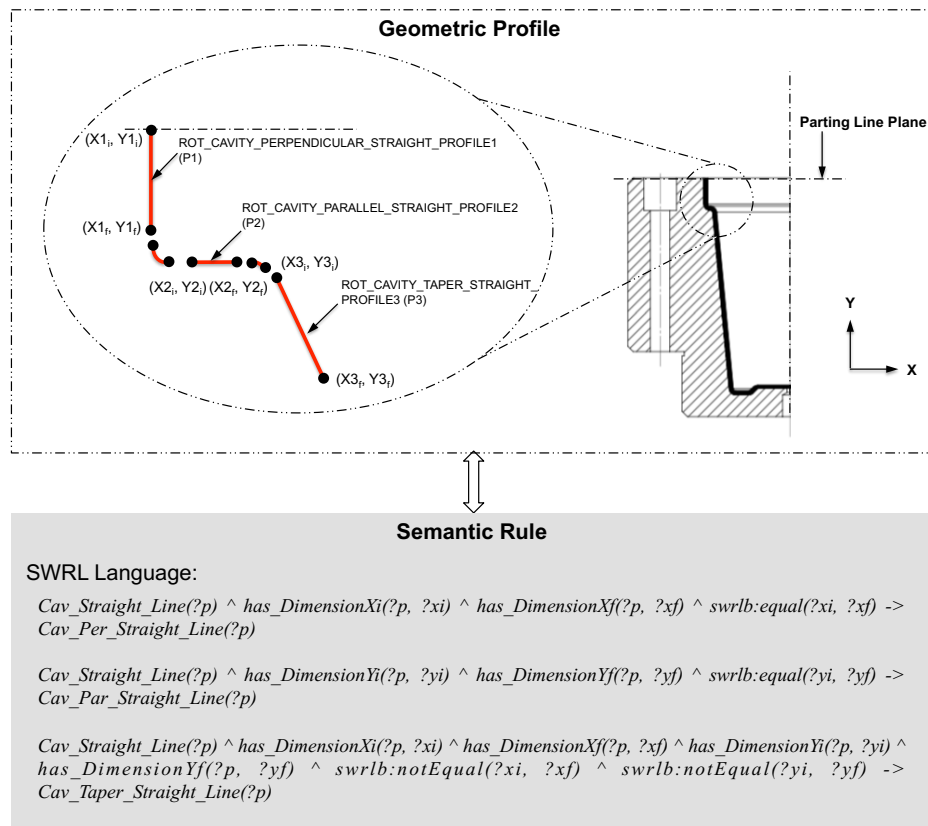 Geometric Profile
(X1i, Y1i)
ROT_CAVITY_PERPENDICULAR_STRAIGHT_PROFILE1
(P1)
(X1f, Y1f)
ROT_CAVITY_PARALLEL_STRAIGHT_PROFILE2
(P2)
(X2i, Y2i) (X2f, Y2f)
(X3i, Y3i)
ROT_CAVITY_TAPER_STRAIGHT_
PROFILE3 (P3)
(X3f, Y3f)
Parting Line Plane
Y
X
Semantic Rule
SWRL Language:
Cav_Straight_Line(?p) ^ has_DimensionXi(?p, ?xi) ^ has_DimensionXf(?p, ?xf) ^ swrlb:equal(?xi, ?xf) ->
Cav_Per_Straight_Line(?p)
Cav_Straight_Line(?p) ^ has_DimensionYi(?p, ?yi) ^ has_DimensionYf(?p, ?yf) ^ swrlb:equal(?yi, ?yf) ->
Cav_Par_Straight_Line(?p)
Cav_Straight_Line(?p) ^ has_DimensionXi(?p, ?xi) ^ has_DimensionXf(?p, ?xf) ^ has_DimensionYi(?p, ?yi) ^
has_DimensionYf(?p, ?yf) ^ swrlb:notEqual(?xi, ?xf) ^ swrlb:notEqual(?yi, ?yf) ->
Cav_Taper_Straight_Line(?p)